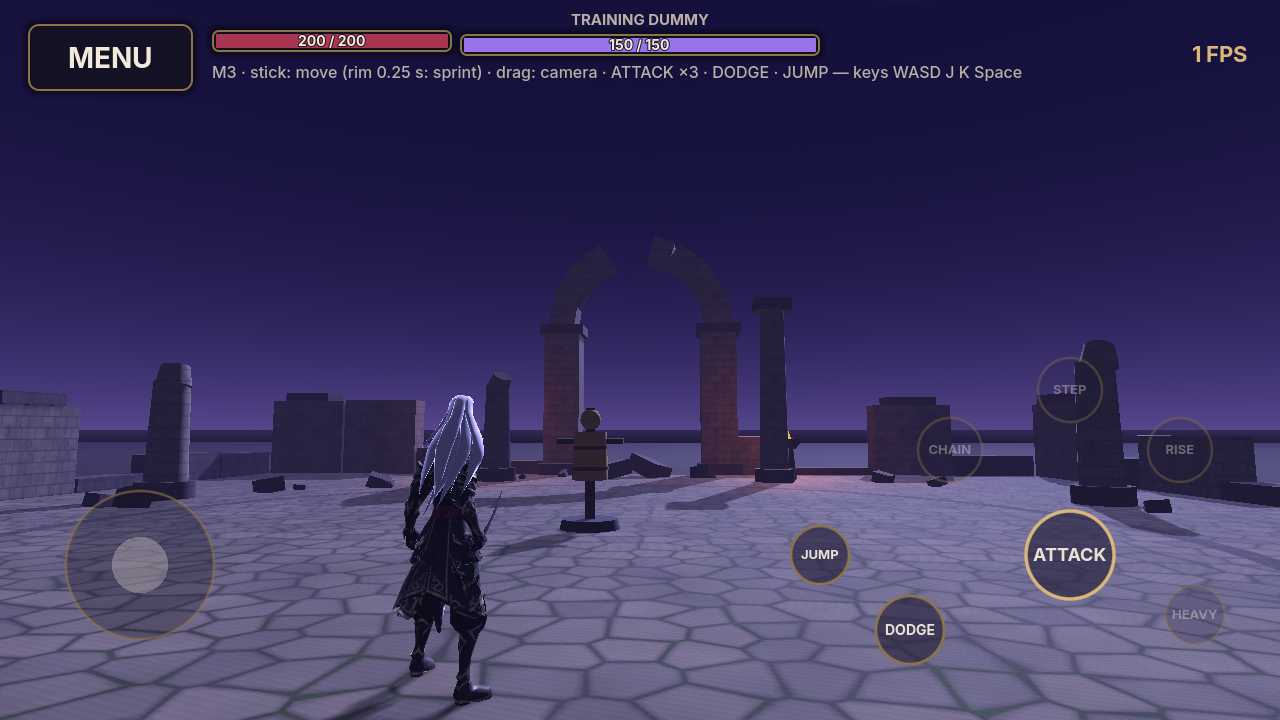 TRAINING DUMMY
MENU
200 / 200
150 / 150
1 FPS
M3 · stick: move (rim 0.25 s: sprint) · drag: camera · ATTACK ×3 · DODGE · JUMP — keys WASD J K Space
STEP
CHAIN
RISE
JUMP
ATTACK
DODGE
HEAVY